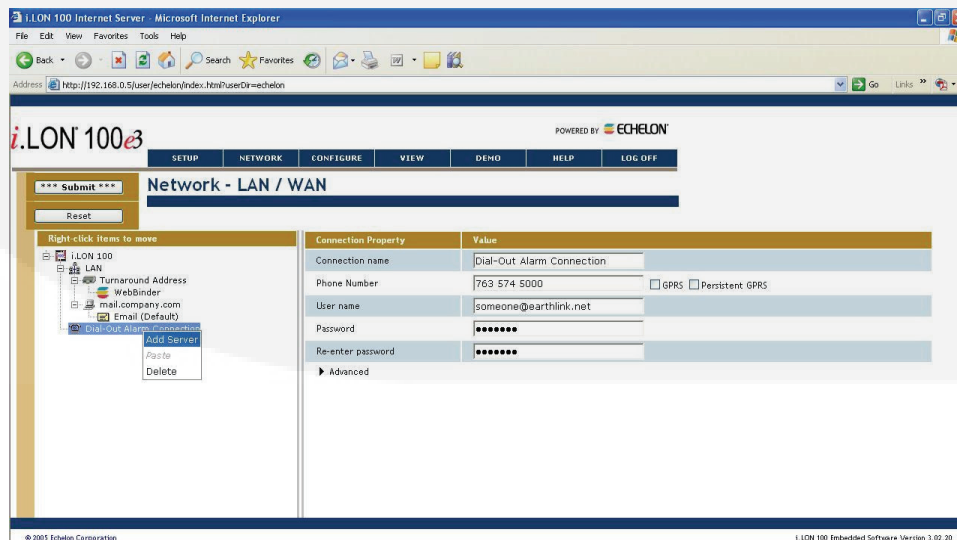 i.LON 100 Internet Server - Microsoft Internet Explorer
File Edit View Favorites Tools Help
Back Search Favorites
Address http://192.168.0.5/user/echelon/index.html?userDir=echelon Go Links
i.LON 100e3
POWERED BY ECHELON
SETUP NETWORK CONFIGURE VIEW DEMO HELP LOG OFF
*** Submit ***
Network - LAN / WAN
Reset
Right-click items to move
Connection Property Value
i.LON 100
LAN
Turnaround Address
WebBinder
mail.company.com
Email (Default)
Dial-Out Alarm Connection
Add Server
Paste
Delete
Connection name Dial-Out Alarm Connection
Phone Number 763 574 5000 GPRS Persistent GPRS
User name someone@earthlink.net
Password •••••••
Re-enter password •••••••
Advanced
© 2005 Echelon Corporation
i.LON 100 Embedded Software Version 3.02.20